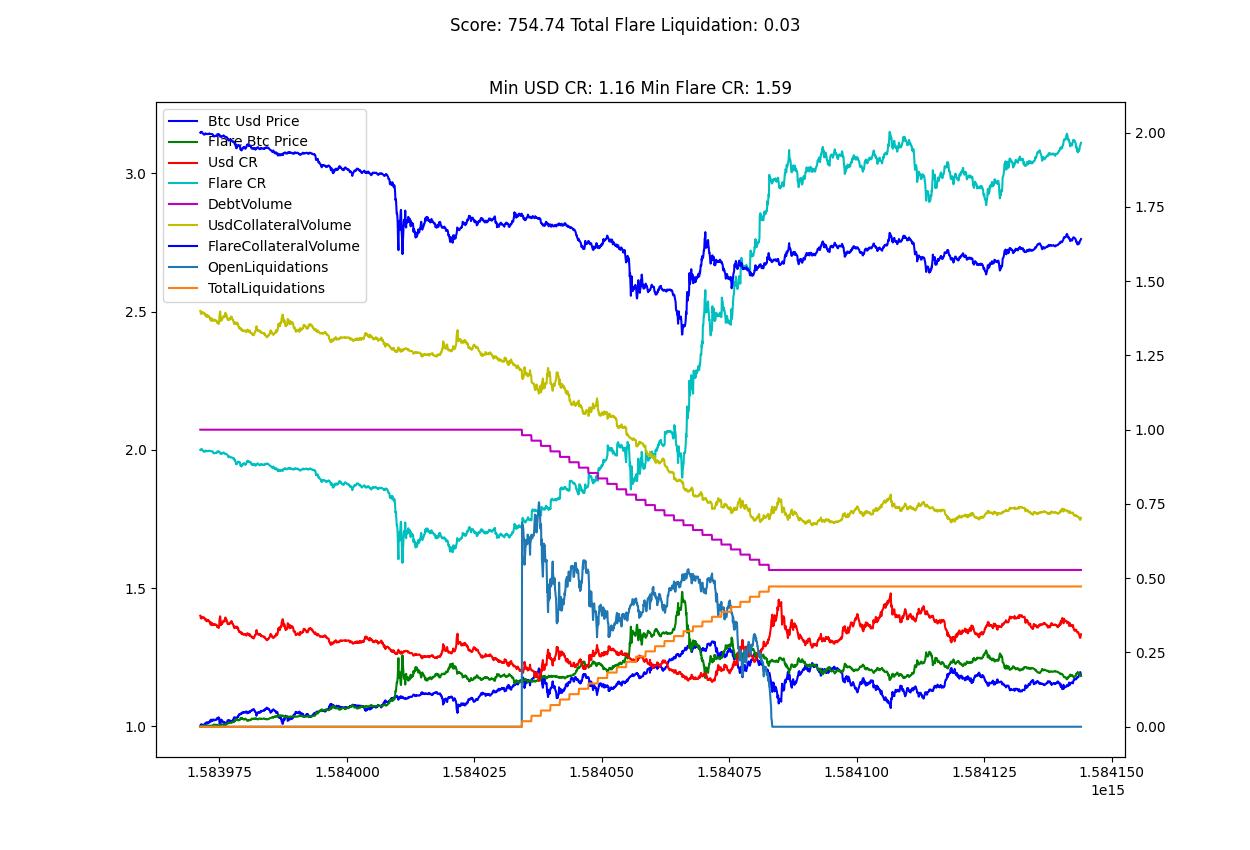 Score: 754.74 Total Flare Liquidation: 0.03
Min USD CR: 1.16 Min Flare CR: 1.59
Btc Usd Price
Flare Btc Price
Usd CR
Flare CR
DebtVolume
UsdCollateralVolume
FlareCollateralVolume
OpenLiquidations
TotalLiquidations
3.0
2.5
2.0
1.5
1.0
2.00
1.75
1.50
1.25
1.00
0.75
0.50
0.25
0.00
1.583975 1.584000 1.584025 1.584050 1.584075 1.584100 1.584125 1.584150
1e15